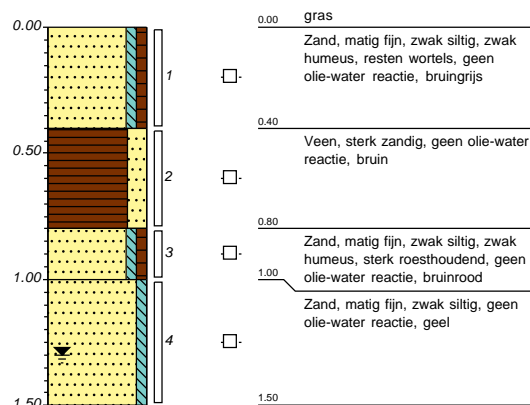 0.00
0.50
1.00
1.50
1
2
3
4
0.00
gras
Zand, matig fijn, zwak siltig, zwak
humeus, resten wortels, geen
olie-water reactie, bruingrijs
0.40
Veen, sterk zandig, geen olie-water
reactie, bruin
0.80
Zand, matig fijn, zwak siltig, zwak
humeus, sterk roesthoudend, geen
olie-water reactie, bruinrood
1.00
Zand, matig fijn, zwak siltig, geen
olie-water reactie, geel
1.50